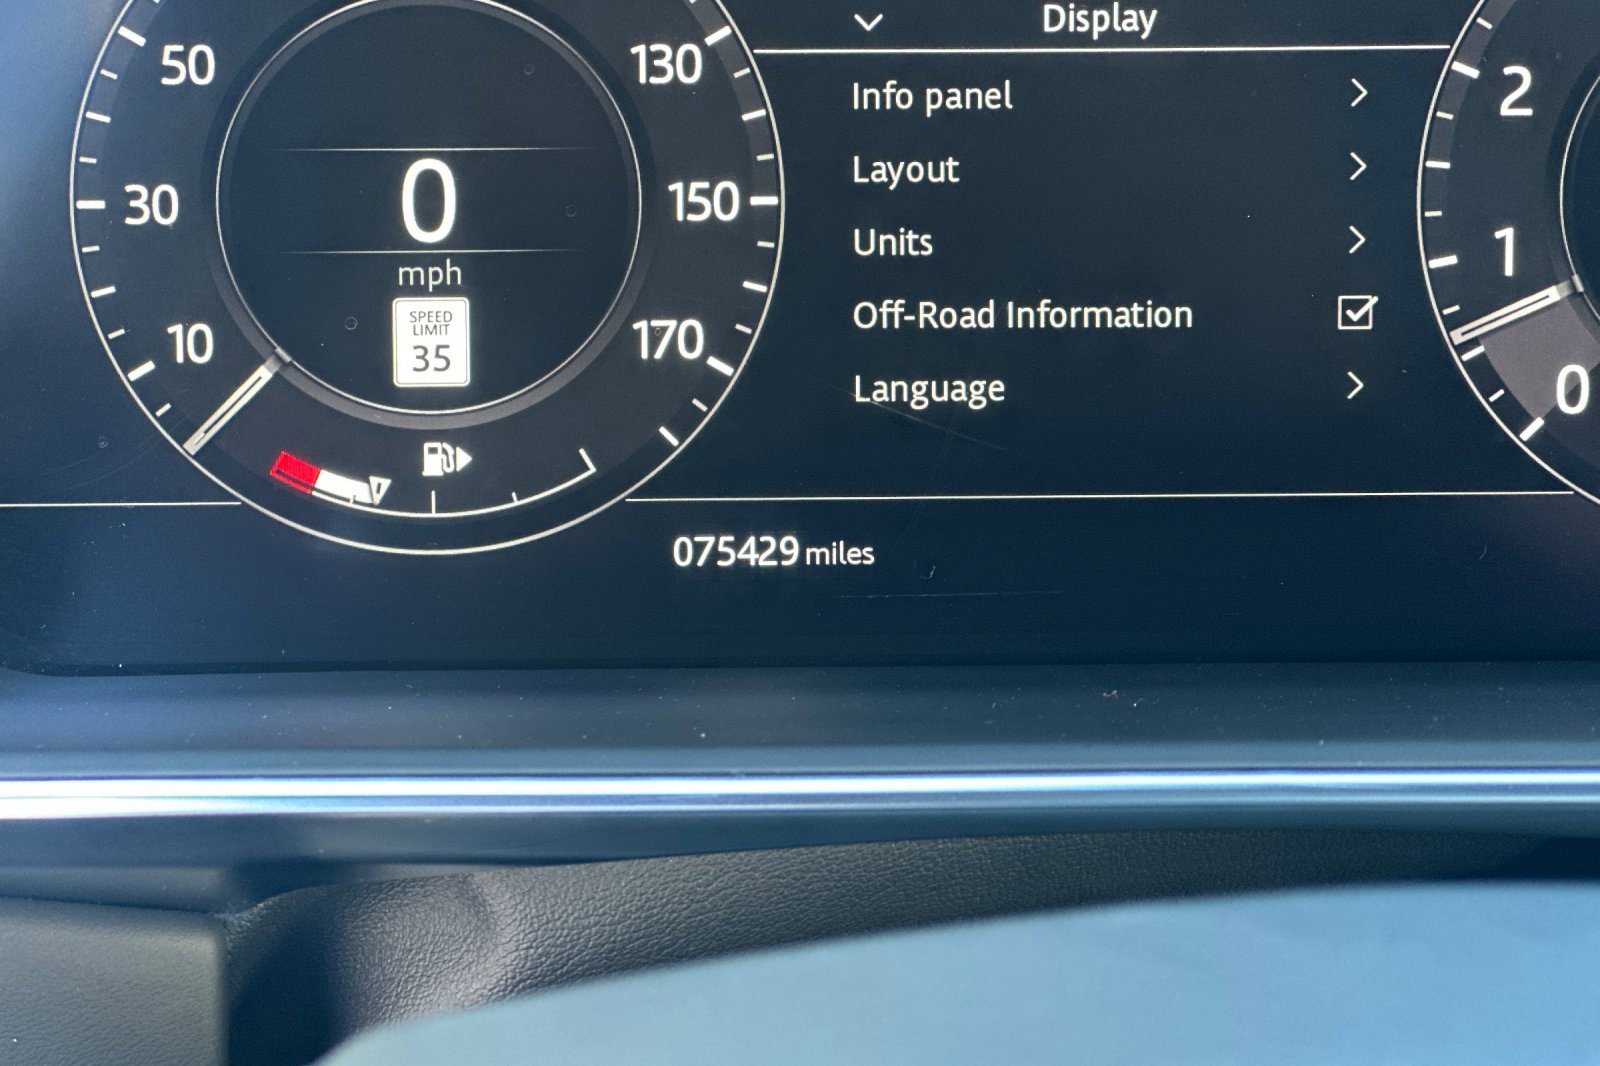 Display
50
130
2
Info panel
Layout
30
0
150
mph
Units
1
SPEED
LIMIT
35
10
170
Off-Road Information
0
Language
075429 miles